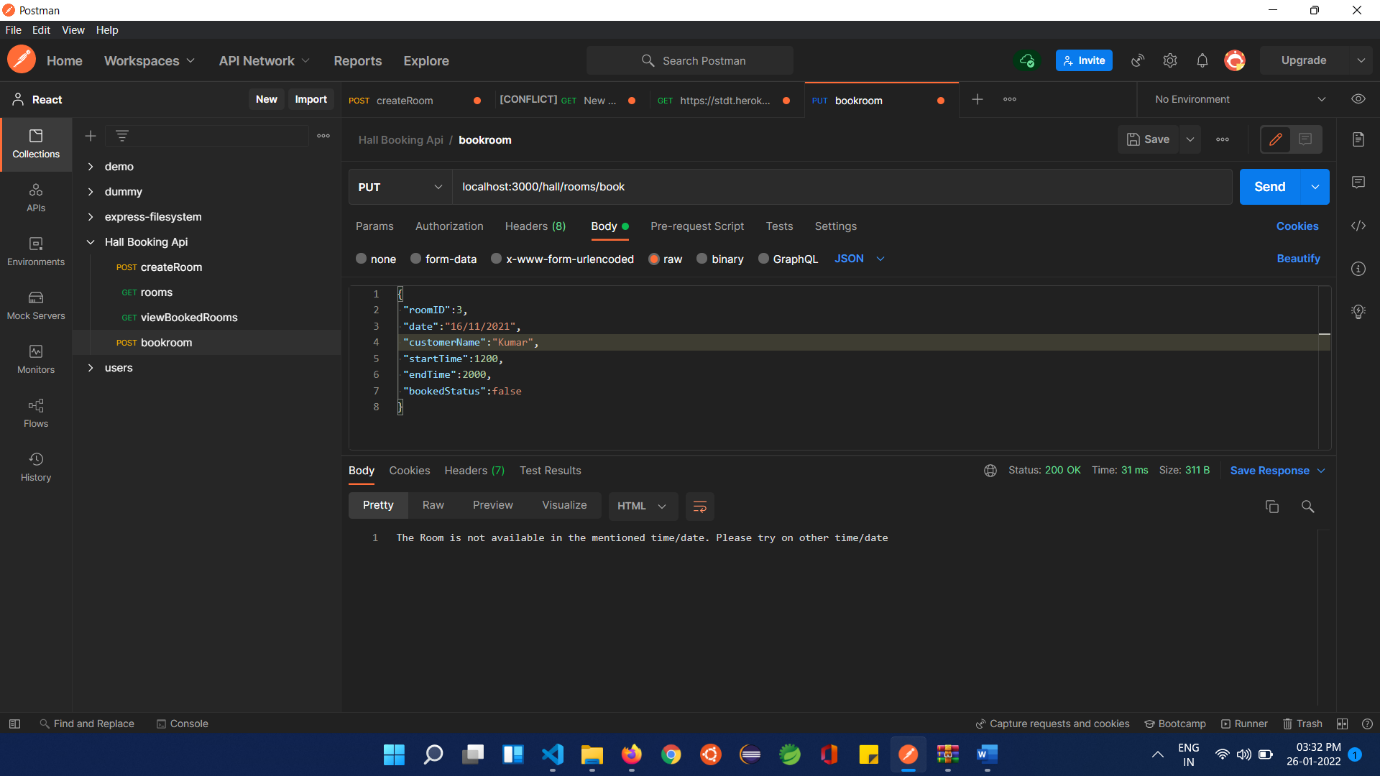 Postman
File Edit View Help
Home Workspaces API Network Reports Explore Search Postman Invite Upgrade
React New Import
POST createRoom [CONFLICT] GET New ... GET https://stdt.herok... PUT bookroom No Environment
Collections
APIs
Environments
Mock Servers
Monitors
Flows
History
demo
dummy
express-filesystem
Hall Booking Api
POST createRoom
GET rooms
GET viewBookedRooms
POST bookroom
users
Hall Booking Api / bookroom Save
PUT localhost:3000/hall/rooms/book Send
Params Authorization Headers (8) Body Pre-request Script Tests Settings Cookies
none form-data x-www-form-urlencoded raw binary GraphQL JSON Beautify
1 {
2 "roomID":3,
3 "date":"16/11/2021",
4 "customerName":"Kumar",
5 "startTime":1200,
6 "endTime":2000,
7 "bookedStatus":false
8 }
Body Cookies Headers (7) Test Results Status: 200 OK Time: 31 ms Size: 311 B Save Response
Pretty Raw Preview Visualize HTML
1 The Room is not available in the mentioned time/date. Please try on other time/date
Find and Replace Console Capture requests and cookies Bootcamp Runner Trash
ENG
IN
03:32 PM
26-01-2022
1